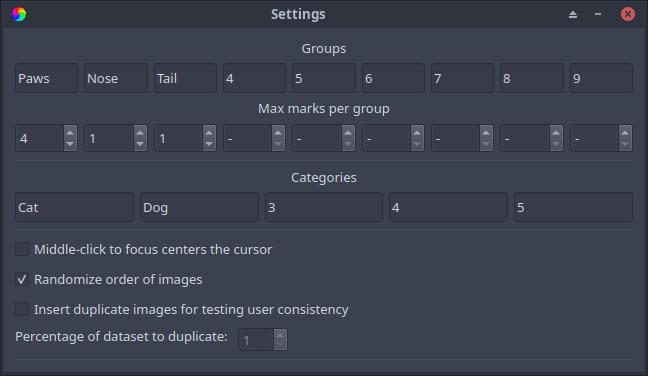 Settings
Groups
Paws Nose Tail 4 5 6 7 8 9
Max marks per group
4 1 1 - - - - - -
Categories
Cat Dog 3 4 5
Middle-click to focus centers the cursor
Randomize order of images
Insert duplicate images for testing user consistency
Percentage of dataset to duplicate: 1